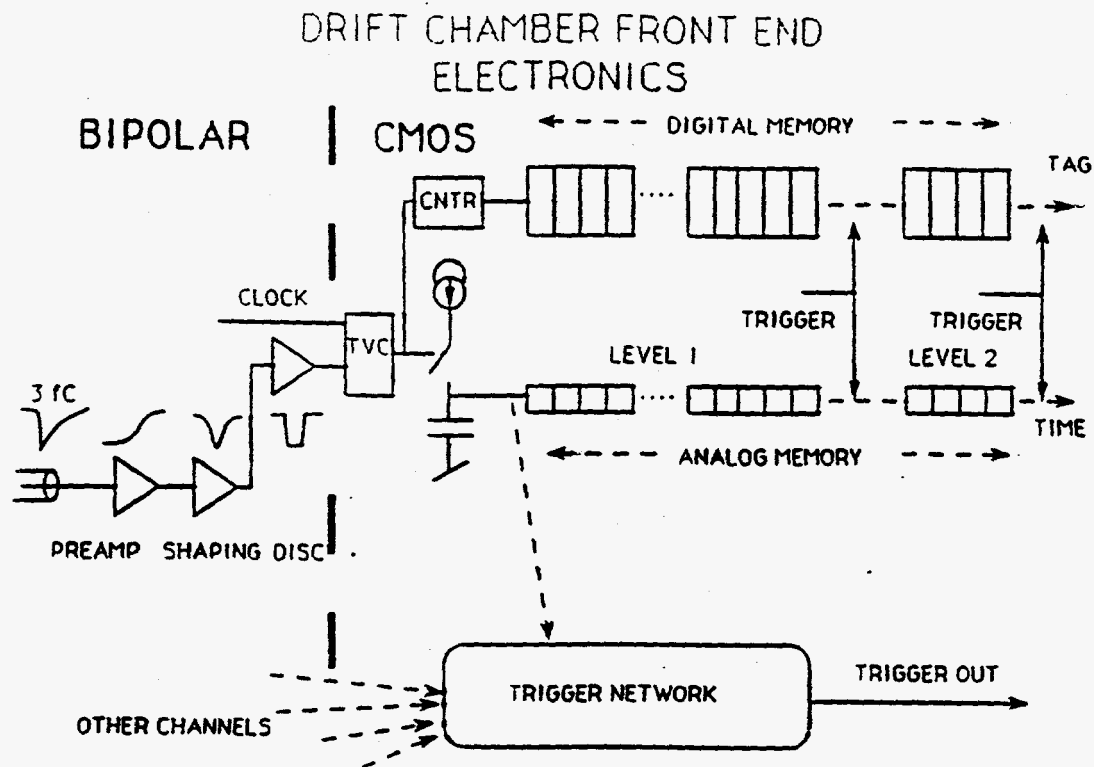 DRIFT CHAMBER FRONT END
ELECTRONICS
BIPOLAR
CMOS
DIGITAL MEMORY
TAG
CNTR
CLOCK
TVC
TRIGGER
TRIGGER
LEVEL 1
LEVEL 2
3 fC
TIME
ANALOG MEMORY
PREAMP SHAPING DISC
TRIGGER NETWORK
TRIGGER OUT
OTHER CHANNELS